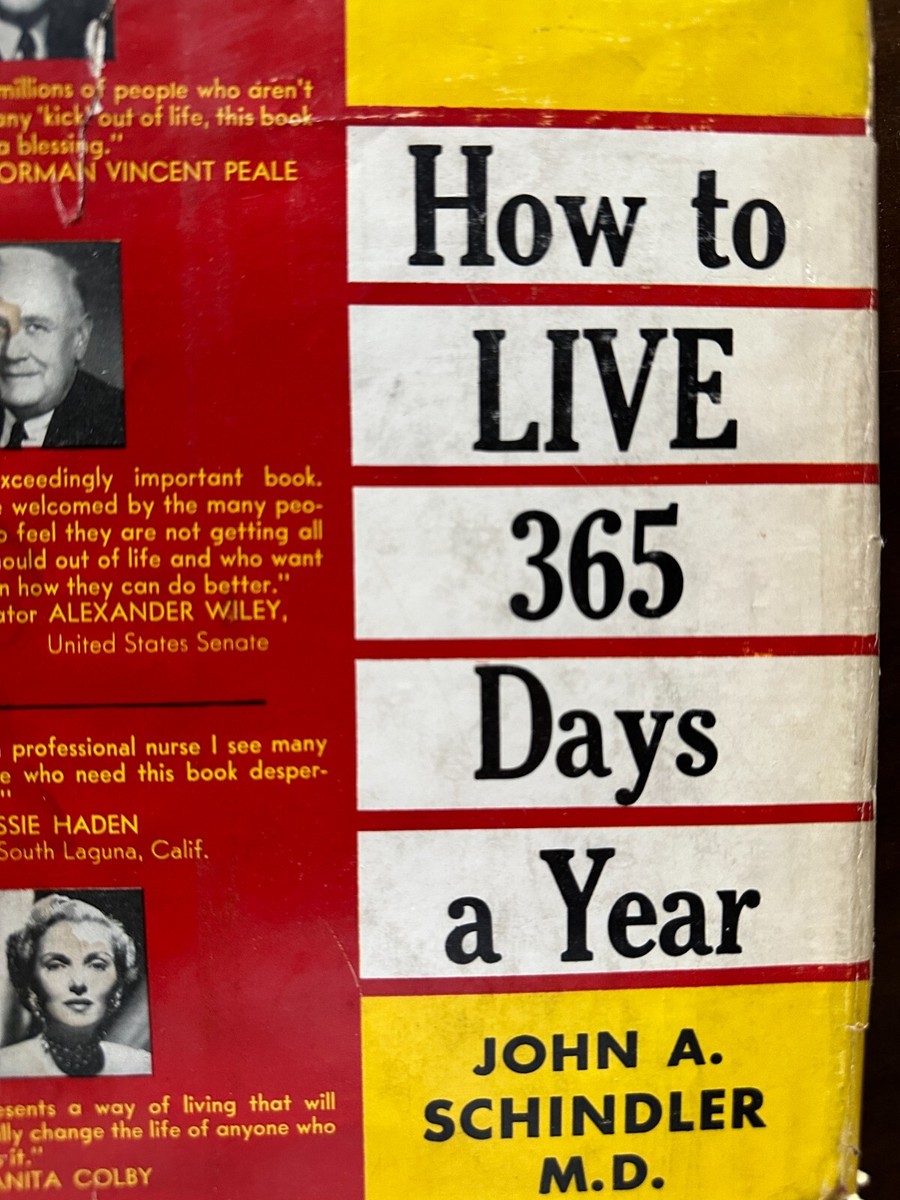 millions of people who aren't
any 'kick' out of life, this book
a blessing."
ORMAN VINCENT PEALE
xceedingly important book.
welcomed by the many peo-
feel they are not getting all
hould out of life and who want
n how they can do better."
ator ALEXANDER WILEY,
United States Senate
professional nurse I see many
e who need this book desper-
"
SSIE HADEN
South Laguna, Calif.
esents a way of living that will
lly change the life of anyone who
it."
ANITA COLBY
How to
LIVE
365
Days
a Year
JOHN A.
SCHINDLER
M.D.